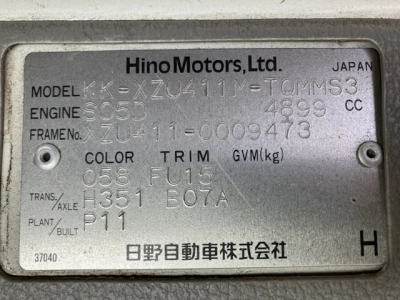 Hino Motors, Ltd.
JAPAN
MODEL KK-XZU411M-TQMMS3
ENGINE S05D 4899 CC
FRAME No. XZU411-0009473
COLOR TRIM GVM(kg)
058 FU15
TRANS./AXLE H351 B07A
PLANT/BUILT P11
37040 日野自動車株式会社 H